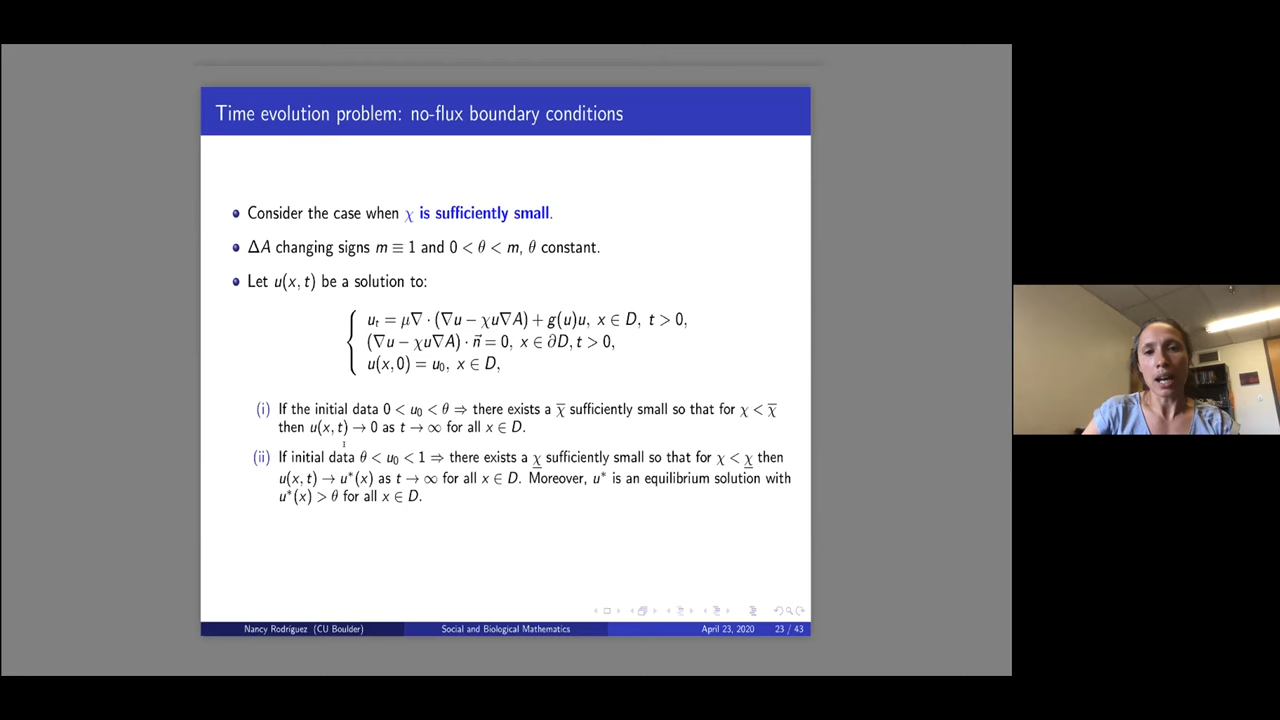 Time evolution problem: no-flux boundary conditions
Consider the case when χ is sufficiently small.
ΔA changing signs m ≡ 1 and 0 < θ < m, θ constant.
Let u(x, t) be a solution to:
u_t = μ∇ · (∇u − χu∇A) + g(u)u, x ∈ D, t > 0,
(∇u − χu∇A) · n⃗ = 0, x ∈ ∂D, t > 0,
u(x, 0) = u₀, x ∈ D,
(i) If the initial data 0 < u₀ < θ ⇒ there exists a χ̅ sufficiently small so that for χ < χ̅
then u(x, t) → 0 as t → ∞ for all x ∈ D.
(ii) If initial data θ < u₀ < 1 ⇒ there exists a χ̲ sufficiently small so that for χ < χ̲ then
u(x, t) → u*(x) as t → ∞ for all x ∈ D. Moreover, u* is an equilibrium solution with
u*(x) > θ for all x ∈ D.
Nancy Rodriguez (CU Boulder) Social and Biological Mathematics April 23, 2020 23 / 43